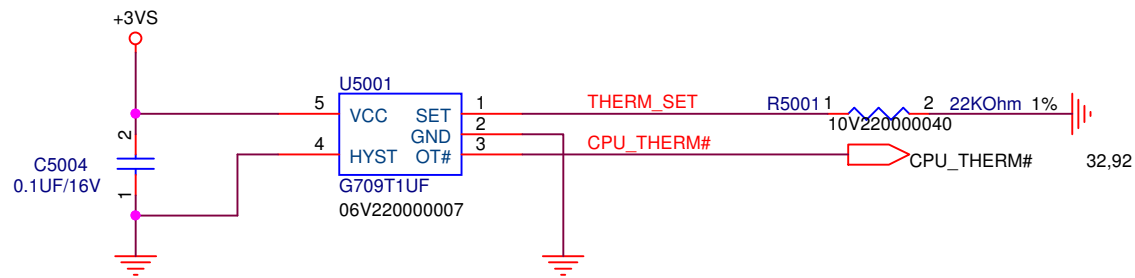 +3VS
U5001
5
VCC
SET
1
THERM_SET
R5001
1
2
22KOhm
1%
10V220000040
GND
2
4
HYST
OT#
3
CPU_THERM#
CPU_THERM#
32,92
2
C5004
0.1UF/16V
1
G709T1UF
06V220000007